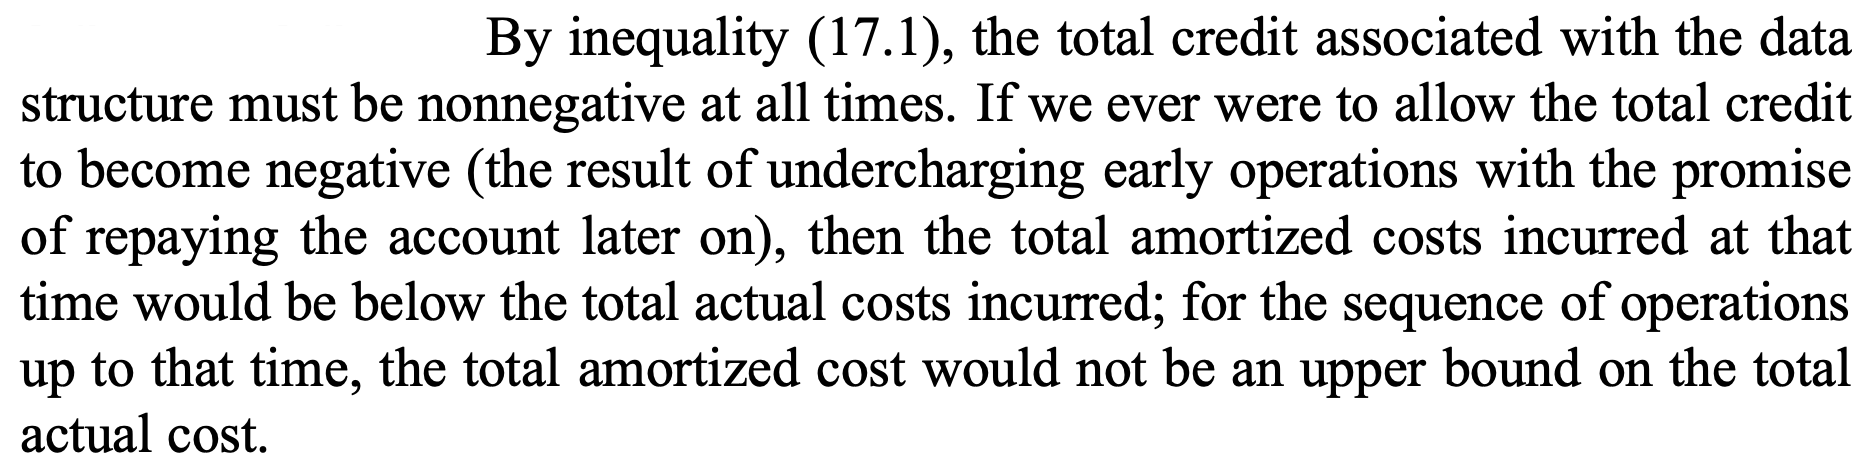 By inequality (17.1), the total credit associated with the data
structure must be nonnegative at all times. If we ever were to allow the total credit
to become negative (the result of undercharging early operations with the promise
of repaying the account later on), then the total amortized costs incurred at that
time would be below the total actual costs incurred; for the sequence of operations
up to that time, the total amortized cost would not be an upper bound on the total
actual cost.